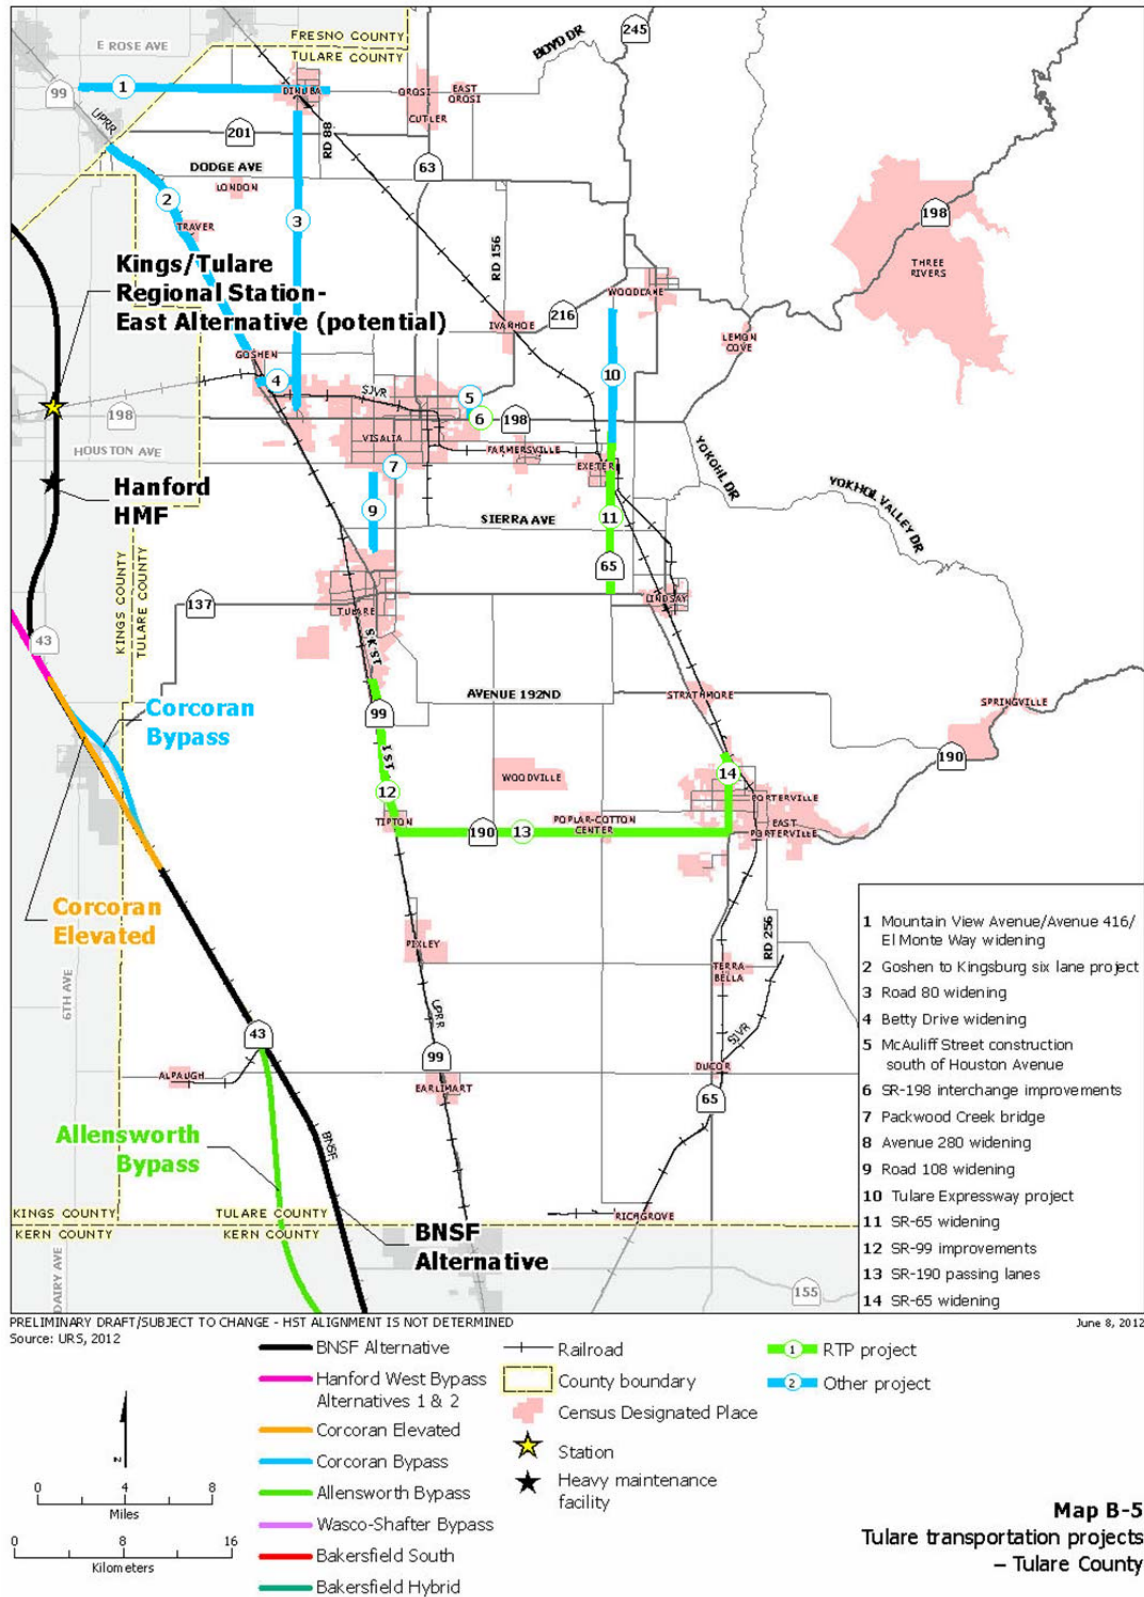 FRESNO COUNTY
TULARE COUNTY
E ROSE AVE
BOYD DR
245
99
1
DINUBA
OROSI
EAST
OROSI
CUTLER
UPRR
201
RD 88
63
DODGE AVE
LONDON
2
3
TRAVER
198
THREE
RIVERS
Kings/Tulare
Regional Station-
East Alternative (potential)
RD 156
WOODLAKE
216
IVANHOE
LEMON
COVE
GOSHEN
4
SJVR
10
5
6
198
198
HOUSTON AVE
VISALIA
FARMERSVILLE
7
EXETER
YOKOHL DR
YOKHOL VALLEY DR
Hanford
HMF
9
SIERRA AVE
11
65
KINGS COUNTY
TULARE COUNTY
137
TULARE
LINDSAY
43
S K ST
AVENUE 192ND
STRATHMORE
SPRINGVILLE
Corcoran
Bypass
99
190
WOODVILLE
14
12
PORTERVILLE
TIPTON
190
13
POPLAR-COTTON
CENTER
EAST
PORTERVILLE
Corcoran
Elevated
PIXLEY
RD 256
TERRA
BELLA
6TH AVE
UPRR
43
SJVR
99
ALPAUGH
EARLIMART
DUCOR
65
Allensworth
Bypass
BNSF
KINGS COUNTY
TULARE COUNTY
KERN COUNTY
KERN COUNTY
RICHGROVE
BNSF
Alternative
DAIRY AVE
155
1 Mountain View Avenue/Avenue 416/
El Monte Way widening
2 Goshen to Kingsburg six lane project
3 Road 80 widening
4 Betty Drive widening
5 McAuliff Street construction
south of Houston Avenue
6 SR-198 interchange improvements
7 Packwood Creek bridge
8 Avenue 280 widening
9 Road 108 widening
10 Tulare Expressway project
11 SR-65 widening
12 SR-99 improvements
13 SR-190 passing lanes
14 SR-65 widening
PRELIMINARY DRAFT/SUBJECT TO CHANGE - HST ALIGNMENT IS NOT DETERMINED
Source: URS, 2012
June 8, 2012
BNSF Alternative
Hanford West Bypass
Alternatives 1 & 2
Corcoran Elevated
Corcoran Bypass
Allensworth Bypass
Wasco-Shafter Bypass
Bakersfield South
Bakersfield Hybrid
Railroad
County boundary
Census Designated Place
Station
Heavy maintenance
facility
1 RTP project
2 Other project
N
0 4 8
Miles
0 8 16
Kilometers
Map B-5
Tulare transportation projects
– Tulare County